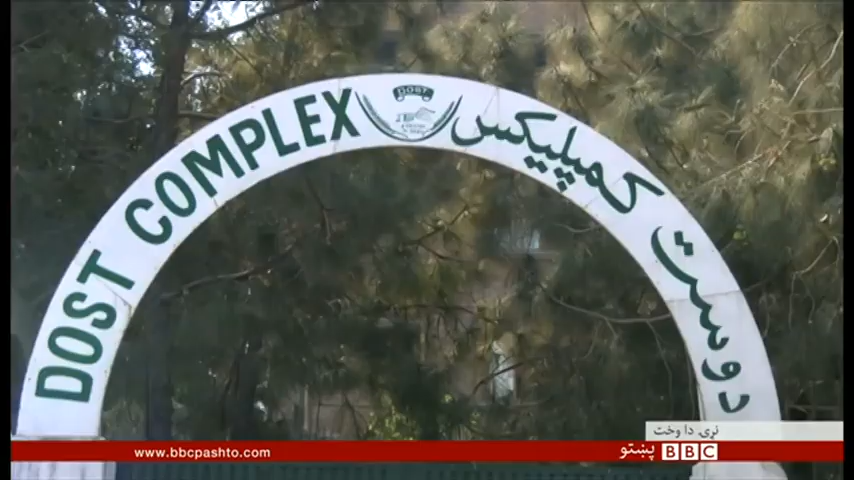 DOST COMPLEX
DOST
دوست کمپلیکس
نړۍ دا وخت
www.bbcpashto.com
BBC پښتو